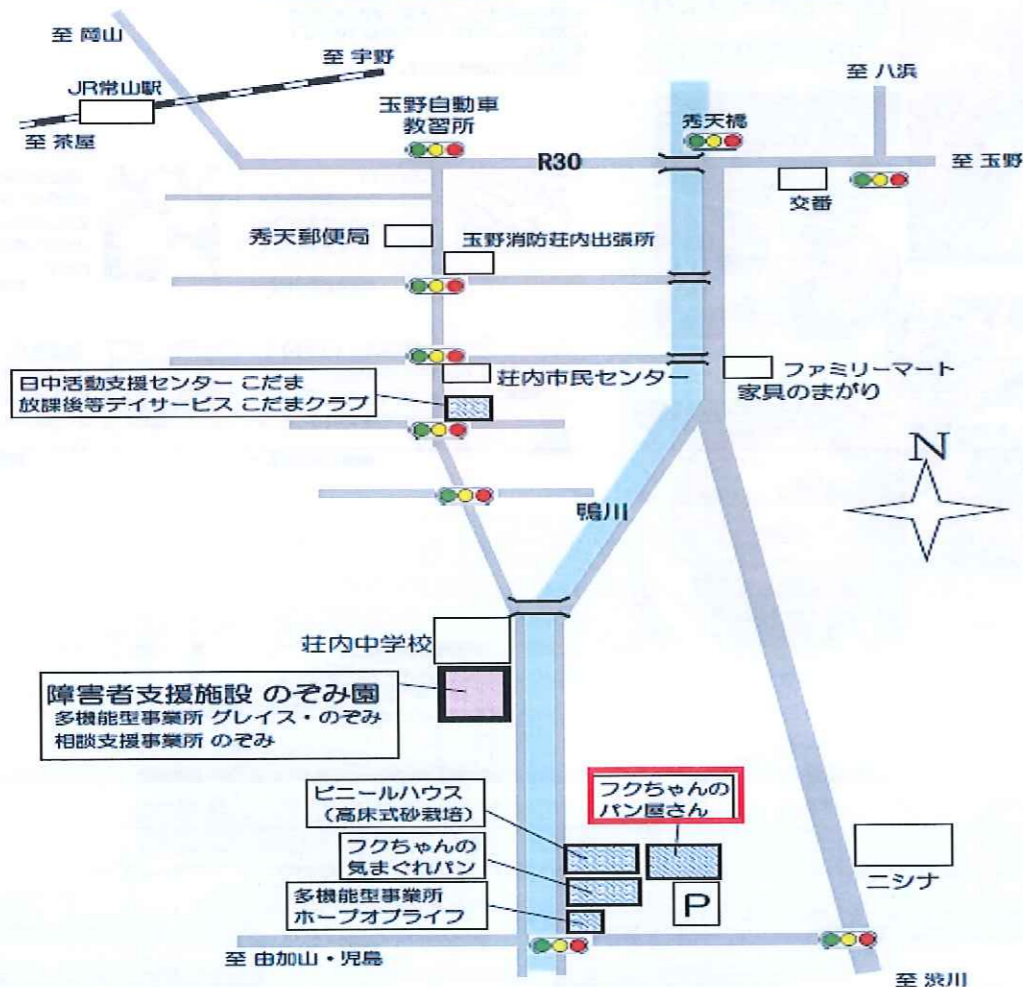 至 岡山
至 宇野
JR常山駅
至 茶屋
玉野自動車
教習所
秀天橋
至 八浜
R30
至 玉野
交番
秀天郵便局
玉野消防荘内出張所
日中活動支援センター こだま
放課後等デイサービス こだまクラブ
荘内市民センター
ファミリーマート
家具のまがり
N
鴨川
荘内中学校
障害者支援施設 のぞみ園
多機能型事業所 グレイス・のぞみ
相談支援事業所 のぞみ
ビニールハウス
（高床式砂栽培）
フクちゃんの
パン屋さん
フクちゃんの
気まぐれパン
多機能型事業所
ホープオブライフ
P
ニシナ
至 由加山・児島
至 渋川